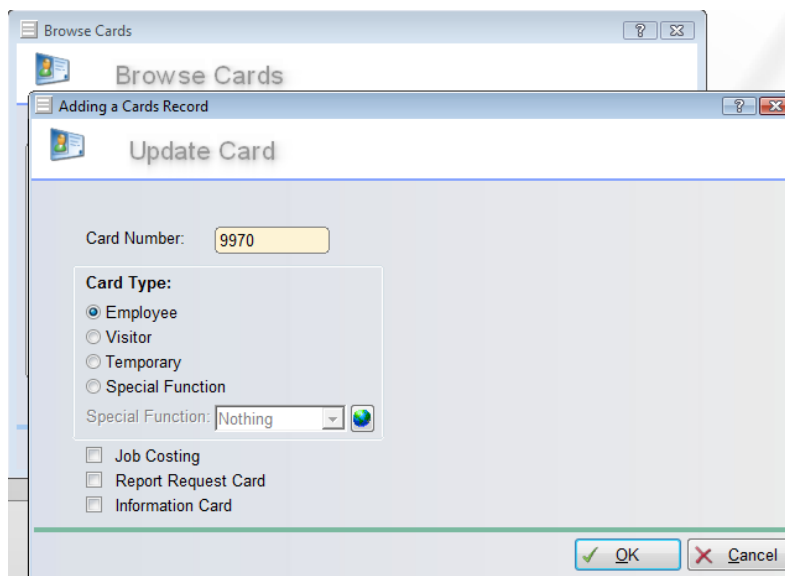 Browse Cards
Browse Cards
Adding a Cards Record
Update Card
Card Number: 9970
Card Type:
Employee
Visitor
Temporary
Special Function
Special Function: Nothing
Job Costing
Report Request Card
Information Card
OK Cancel